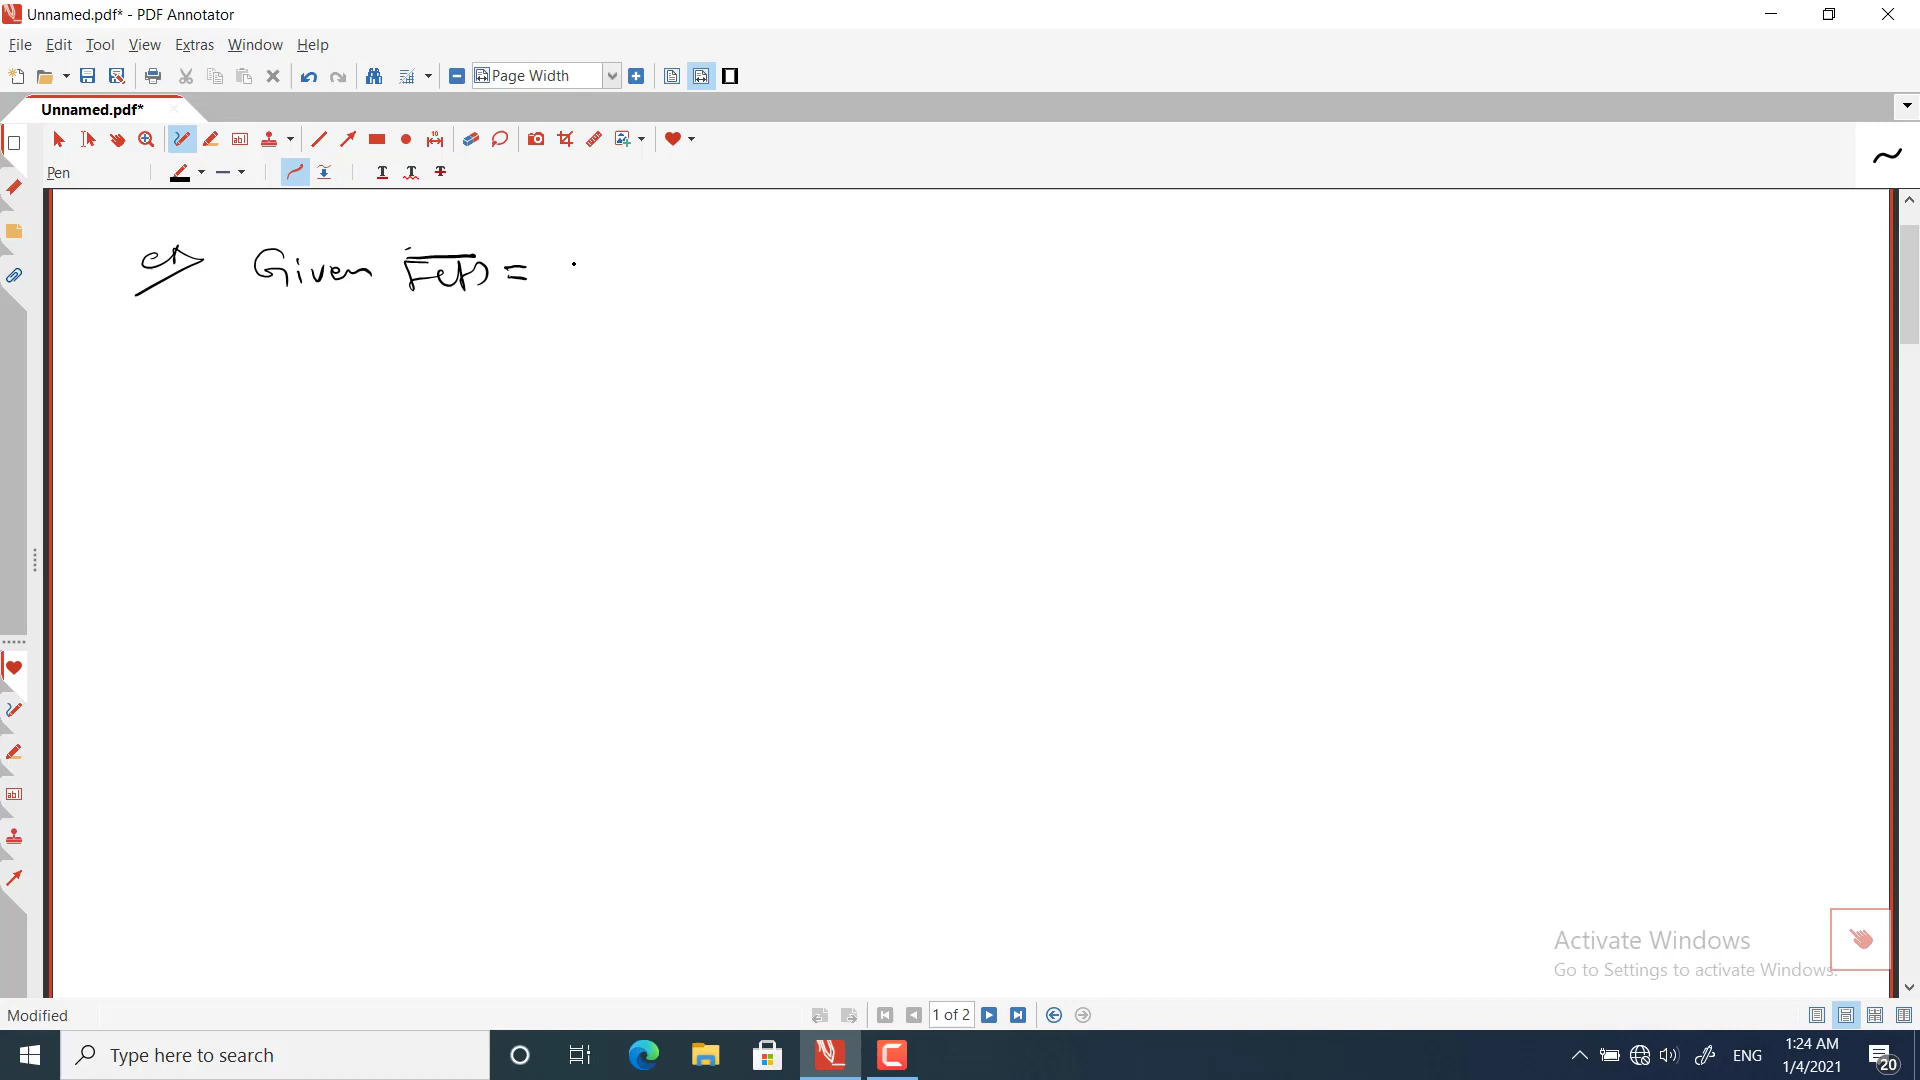 Unnamed.pdf* - PDF Annotator
File Edit Tool View Extras Window Help
Page Width
Unnamed.pdf*
Pen
Given =
Activate Windows
Go to Settings to activate Windows.
Modified
1 of 2
Type here to search
ENG
1:24 AM
1/4/2021
20